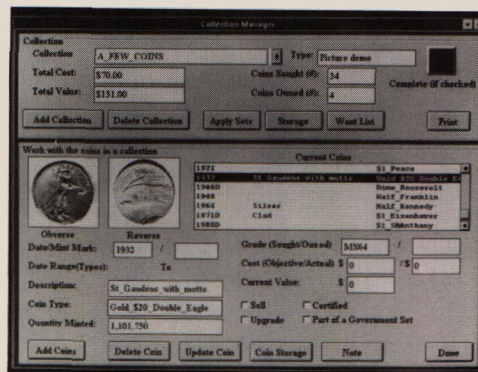 Collection Manager
Collection
Collection A_FEW_COINS Type: Picture demo
Total Cost: $70.00 Coins Sought (#): 34
Total Value: $131.00 Coins Owned (#): 4
Complete (if checked)
Add Collection Delete Collection Apply Sets Storage Want List Print
Work with the coins in a collection
Current Coins
1921 $1_Peace
1932 St Gaudens with motto Gold $20 Double Ea
1946D Dime_Roosevelt
1948 Half_Franklin
1964 Silver Half_Kennedy
1971D Clad $1_Eisenhower
$1_SBAnthony
Obverse Reverse
Date/Mint Mark: 1932 /
Grade (Sought/Owned) MS64 /
Date Range(Types): To
Cost (Objective/Actual) $ 0 / $ 0
Description: St_Gaudens_with_motto
Current Value: $ 0
Coin Type: Gold_$20_Double_Eagle
Sell Certified
Quantity Minted: 1,101,750
Upgrade Part of a Government Set
Add Coins Delete Coin Update Coin Coin Storage Note Done